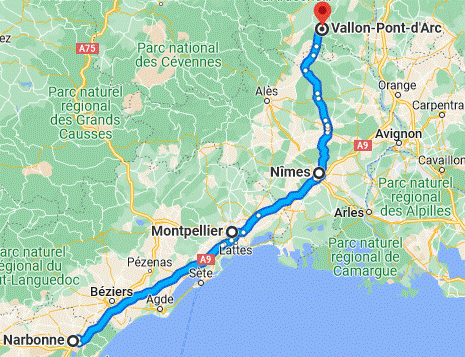 Vallon-Pont-d'Arc
A75
Parc national
des Cévennes
Alès
Orange
Parc naturel
régional
des Grands
Causses
Carpentra
Avignon
A9
Nîmes
Cavaillon
Parc naturel
régional
des Alpilles
Arles
Montpellier
Lattes
Parc naturel
régional de
Camargue
Parc naturel
régional du
ut-Languedoc
A9
Pézenas
Sète
Béziers
Agde
Narbonne